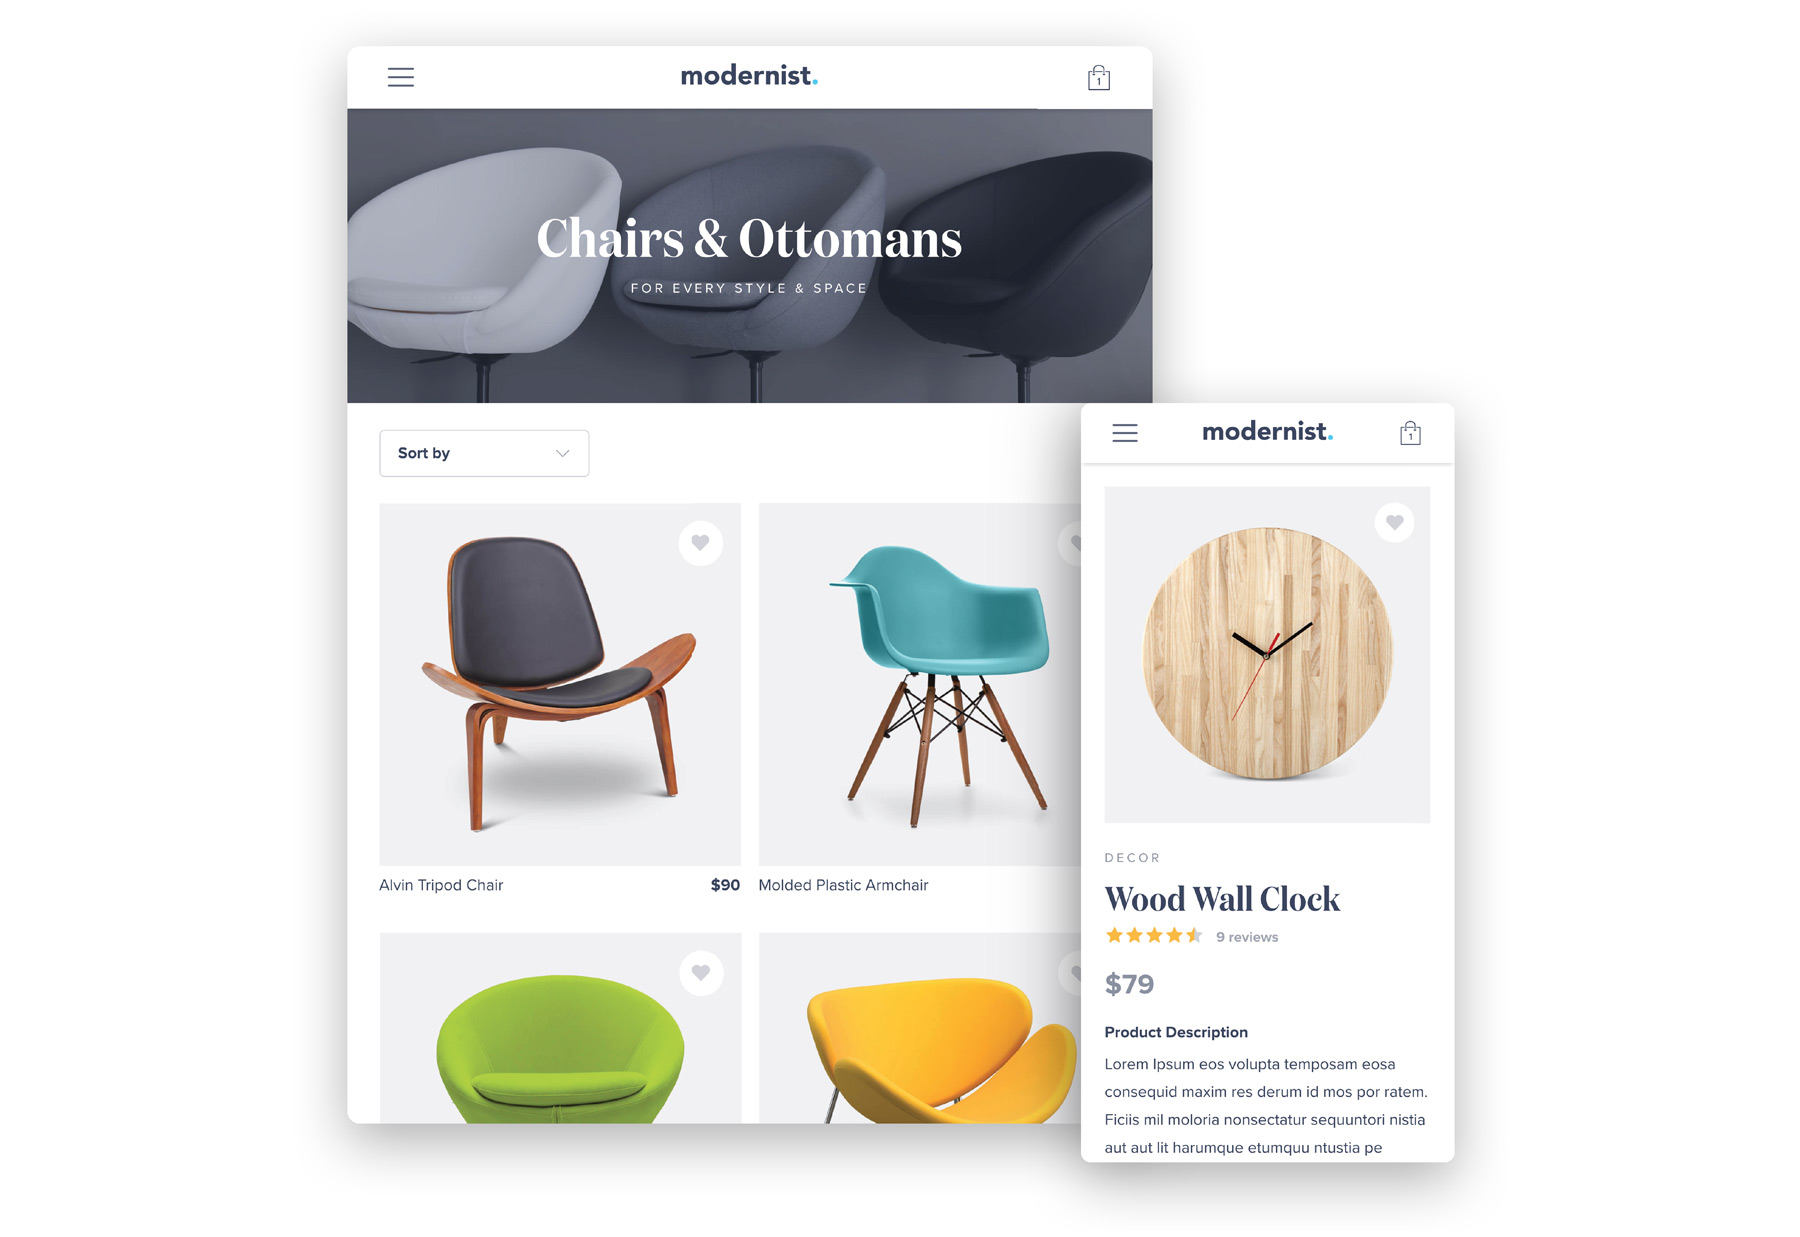 modernist.
1
Chairs & Ottomans
FOR EVERY STYLE & SPACE
Sort by
Alvin Tripod Chair
$90
Molded Plastic Armchair
modernist.
1
DECOR
Wood Wall Clock
9 reviews
$79
Product Description
Lorem Ipsum eos volupta temposam eosa
consequid maxim res derum id mos por ratem.
Ficiis mil moloria nonsectatur sequuntori nistia
aut aut lit harumque etumquu ntustia pe